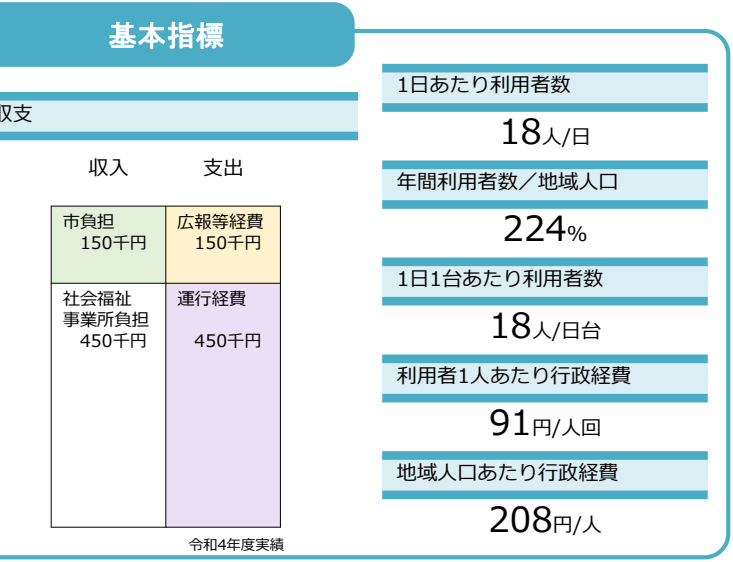 基本指標
収支
収入
支出
市負担
150千円
広報等経費
150千円
社会福祉
事業所負担
450千円
運行経費
450千円
令和4年度実績
1日あたり利用者数
18人/日
年間利用者数／地域人口
224%
1日1台あたり利用者数
18人/日台
利用者1人あたり行政経費
91円/人回
地域人口あたり行政経費
208円/人